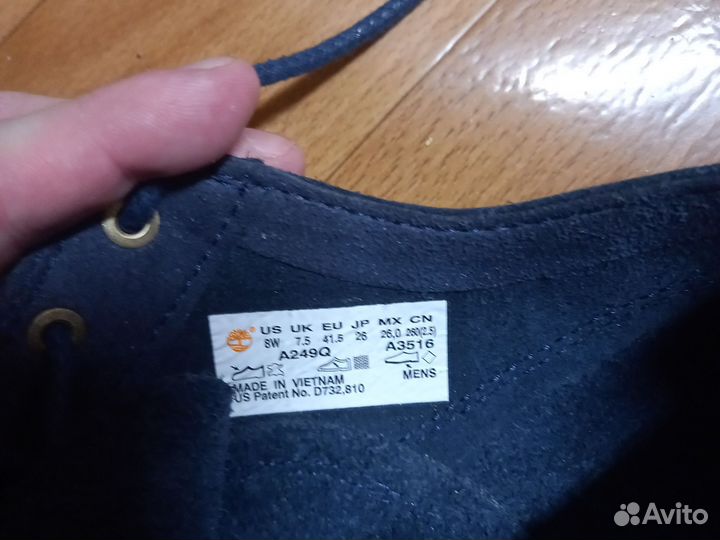 US UK EU JP MX CN
8W 7.5 41.5 26 26.0 260(2.5)
A249Q A3516
MENS
MADE IN VIETNAM
US Patent No. D732,810
Avito